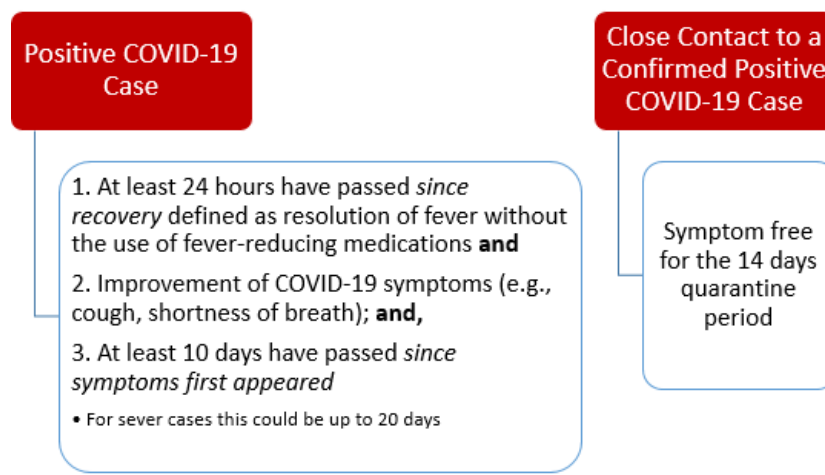 Positive COVID-19
Case
1. At least 24 hours have passed since
recovery defined as resolution of fever without
the use of fever-reducing medications and
2. Improvement of COVID-19 symptoms (e.g.,
cough, shortness of breath); and,
3. At least 10 days have passed since
symptoms first appeared
• For sever cases this could be up to 20 days
Close Contact to a
Confirmed Positive
COVID-19 Case
Symptom free
for the 14 days
quarantine
period